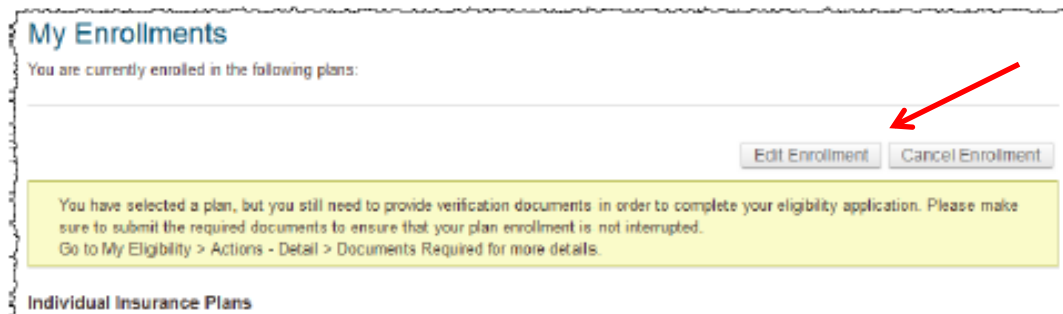 My Enrollments
You are currently enrolled in the following plans:
Edit Enrollment Cancel Enrollment
You have selected a plan, but you still need to provide verification documents in order to complete your eligibility application. Please make
sure to submit the required documents to ensure that your plan enrollment is not interrupted.
Go to My Eligibility > Actions - Detail > Documents Required for more details.
Individual Insurance Plans